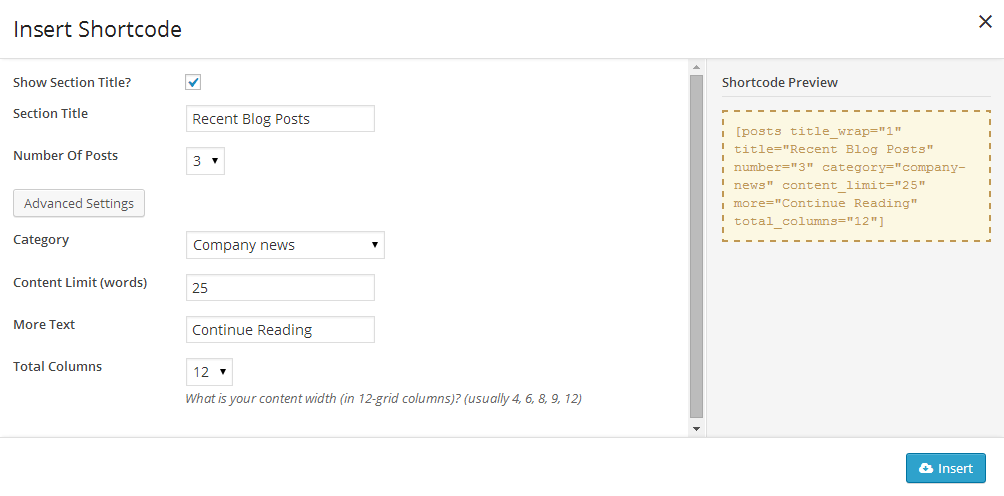 Insert Shortcode
Show Section Title?
Section Title
Recent Blog Posts
Number Of Posts
3
Advanced Settings
Category
Company news
Content Limit (words)
25
More Text
Continue Reading
Total Columns
12
What is your content width (in 12-grid columns)? (usually 4, 6, 8, 9, 12)
Shortcode Preview
[posts title_wrap="1"
title="Recent Blog Posts"
number="3" category="company-
news" content_limit="25"
more="Continue Reading"
total_columns="12"]
Insert